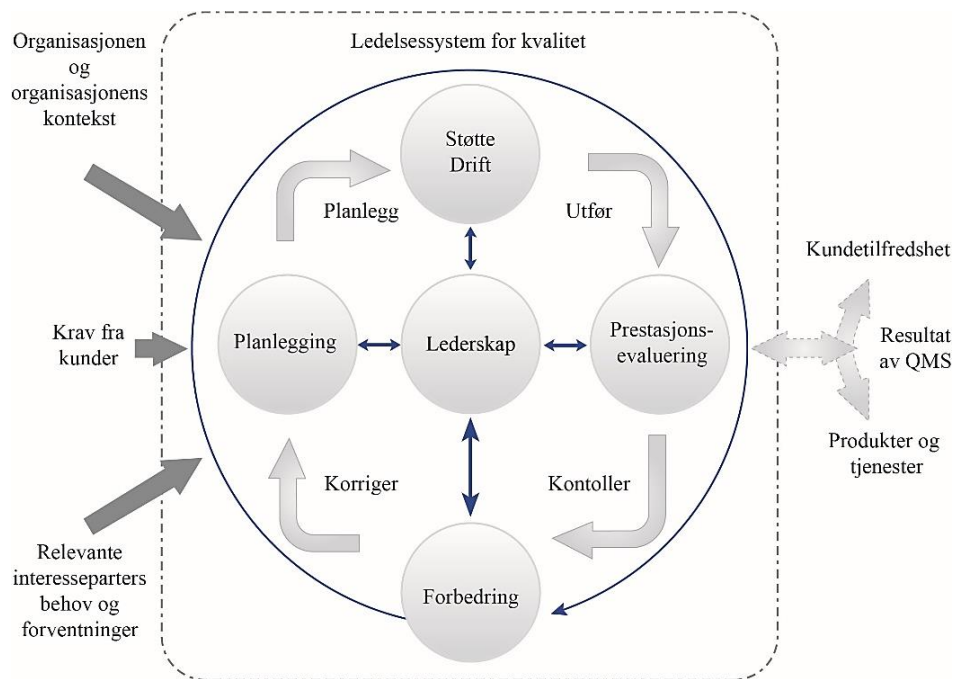 Organisasjonen
og
organisasjonens
kontekst
Ledelsessystem for kvalitet
Støtte
Drift
Planlegg
Utfør
Kundetilfredshet
Krav fra
kunder
Planlegging
Lederskap
Prestasjons-
evaluering
Resultat
av QMS
Produkter og
tjenester
Korriger
Kontoller
Relevante
interesseparters
behov og
forventninger
Forbedring